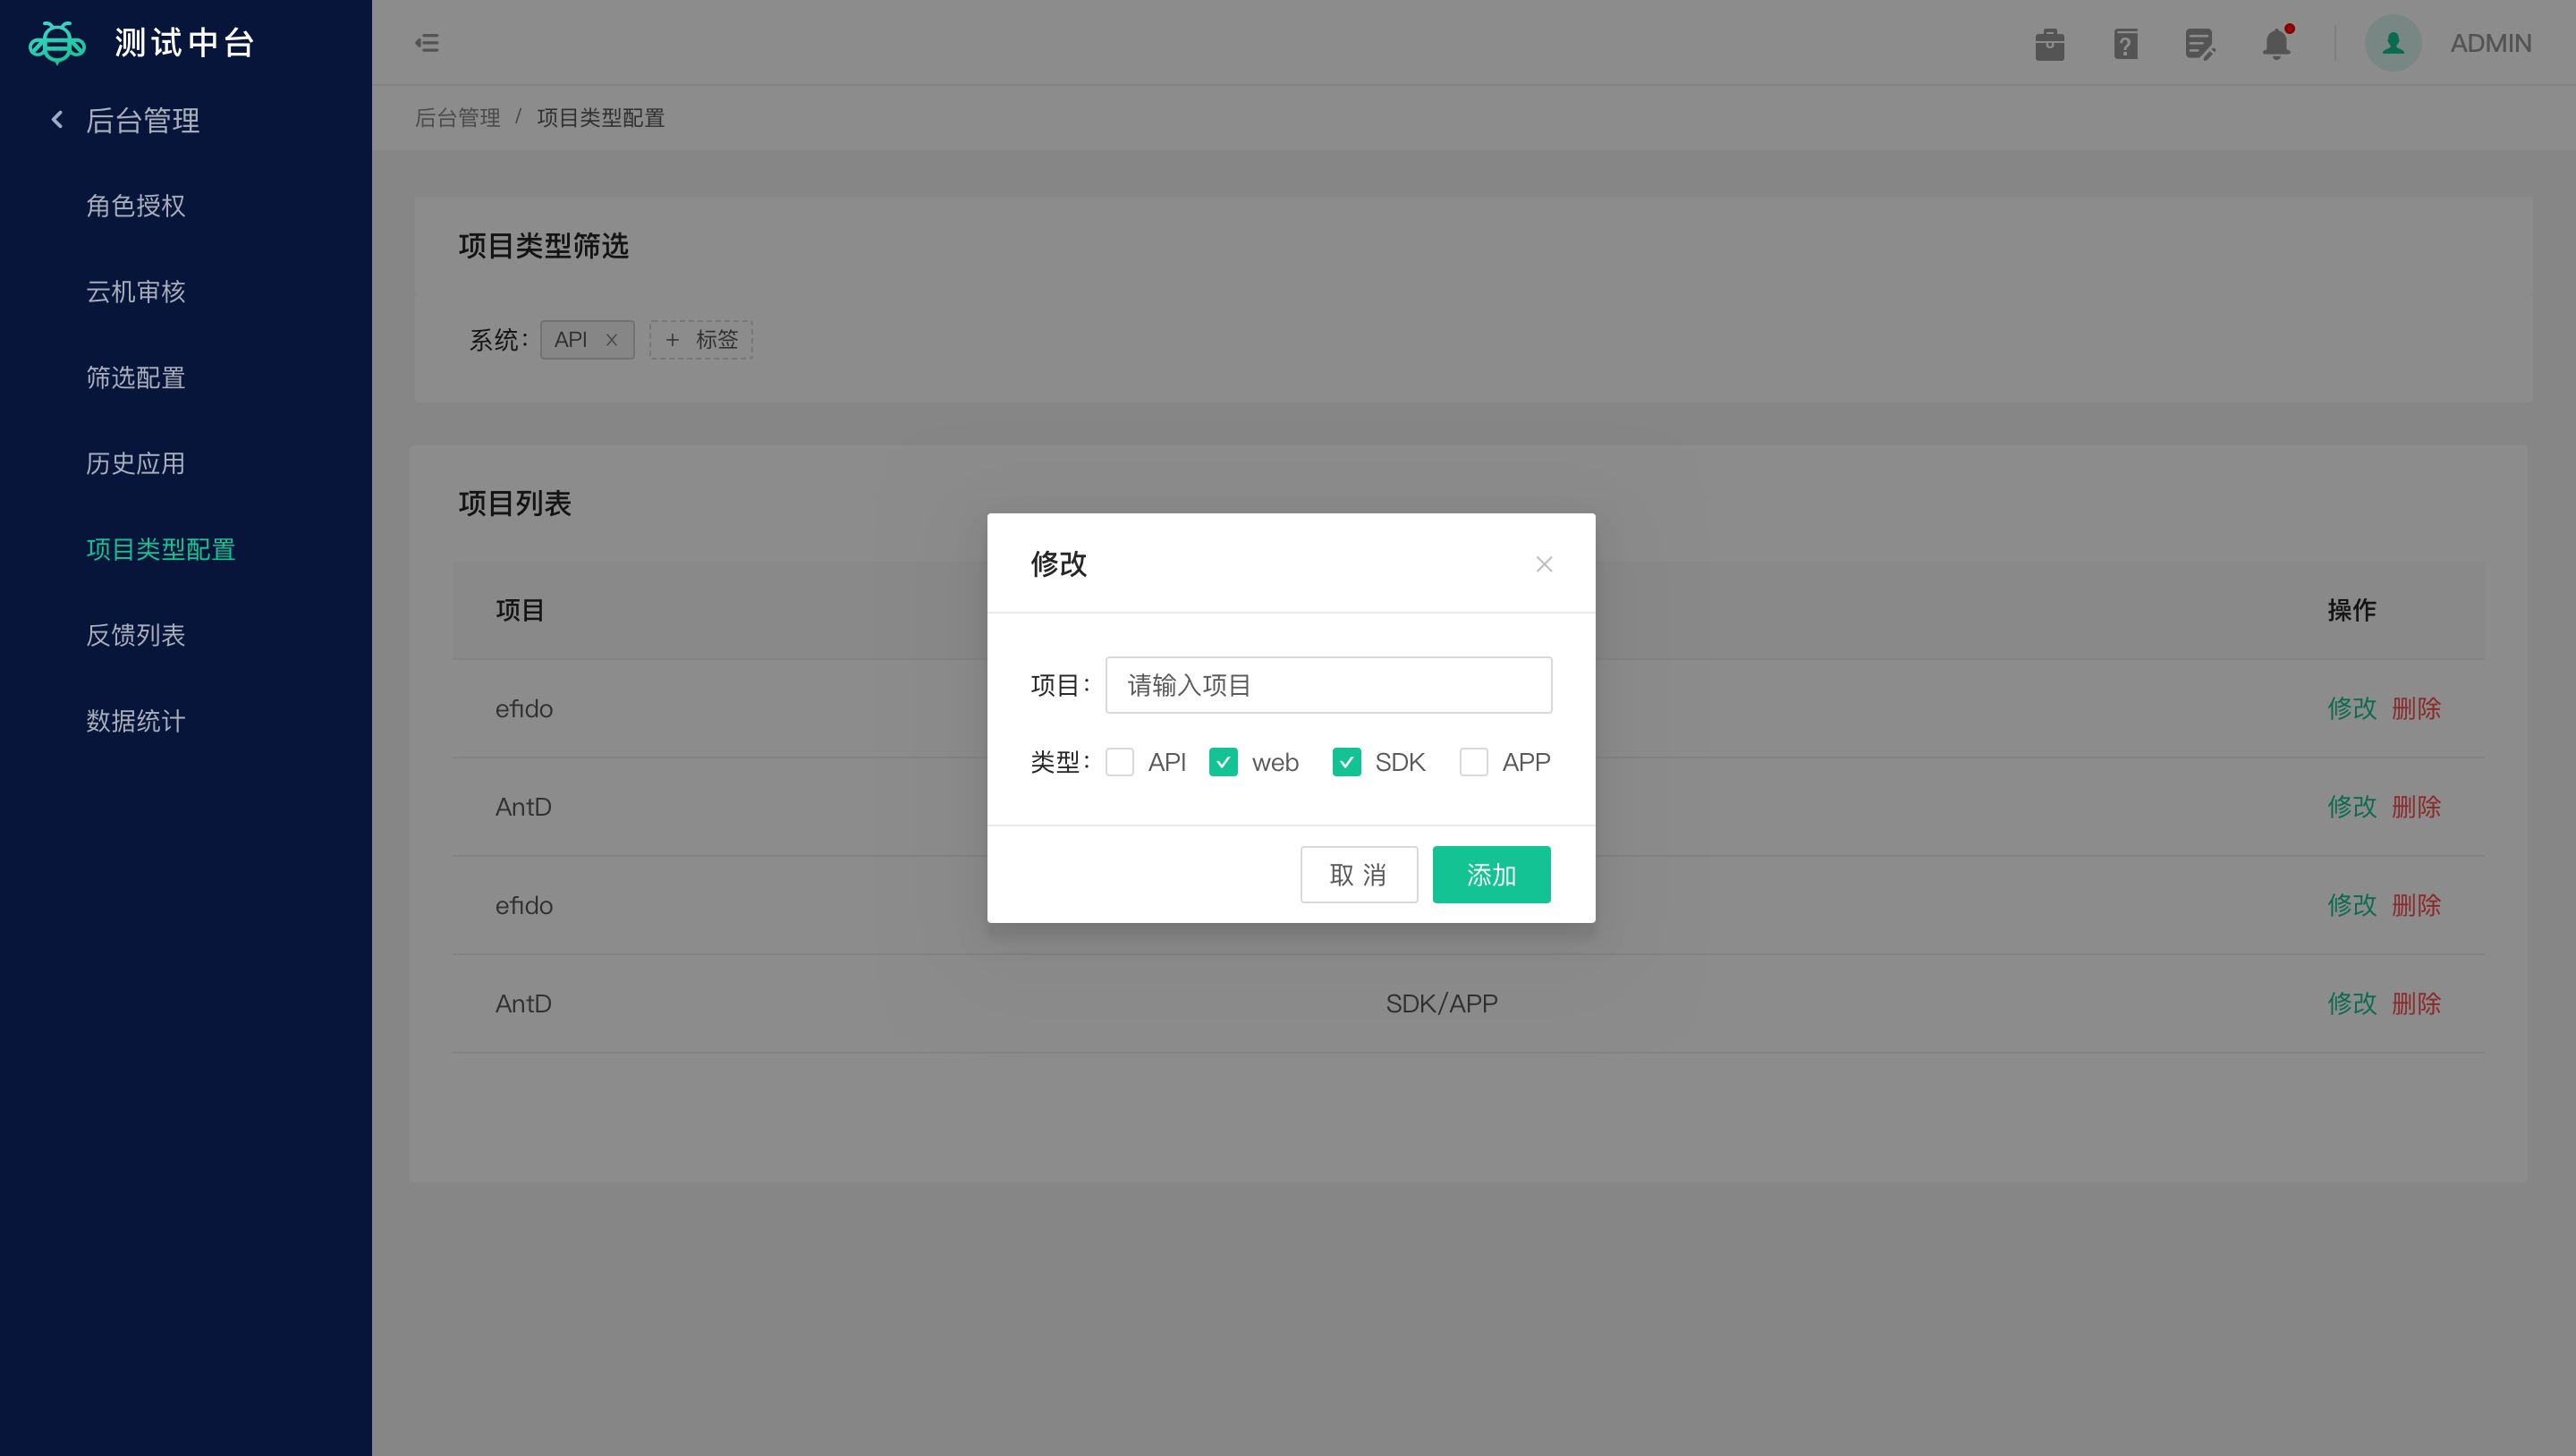 测试中台
后台管理
角色授权
云机审核
筛选配置
历史应用
项目类型配置
反馈列表
数据统计
ADMIN
后台管理 / 项目类型配置
项目类型筛选
系统： API × + 标签
项目列表
项目 操作
efido 修改 删除
AntD 修改 删除
efido 修改 删除
AntD SDK/APP 修改 删除
修改
项目： 请输入项目
类型： API web SDK APP
取 消 添加